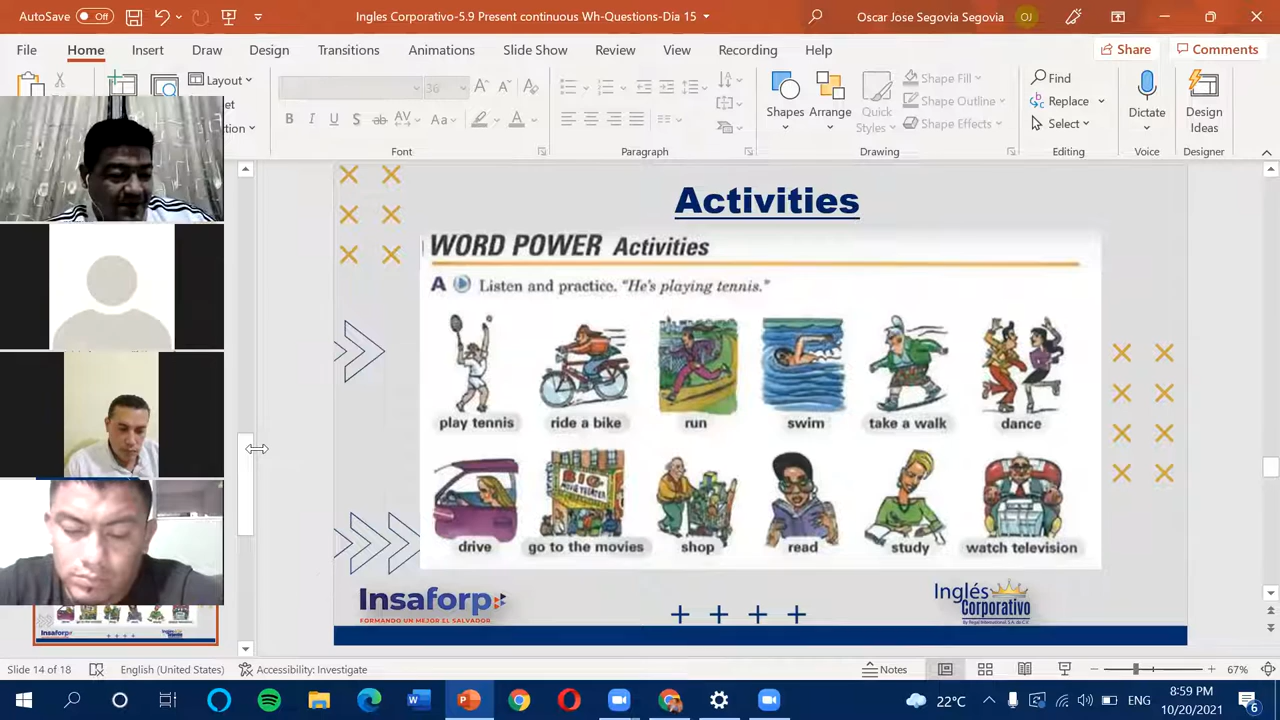 AutoSave Off
Ingles Corporativo-5.9 Present continuous Wh-Questions-Dia 15
Oscar Jose Segovia Segovia OJ
File Home Insert Draw Design Transitions Animations Slide Show Review View Recording Help Share Comments
Layout
Font
Paragraph
Shapes
Arrange
Quick Styles
Shape Fill
Shape Outline
Shape Effects
Drawing
Find
Replace
Select
Editing
Dictate
Voice
Design Ideas
Designer
Activities
WORD POWER Activities
A Listen and practice. "He's playing tennis."
play tennis ride a bike run swim take a walk dance
BIG
drive go to the movies shop read study watch television
Insaforp
FORMANDO UN MEJOR EL SALVADOR
Inglés
Corporativo
Slide 14 of 18 English (United States) Accessibility: Investigate Notes 67%
22°C ENG 8:59 PM
10/20/2021 6